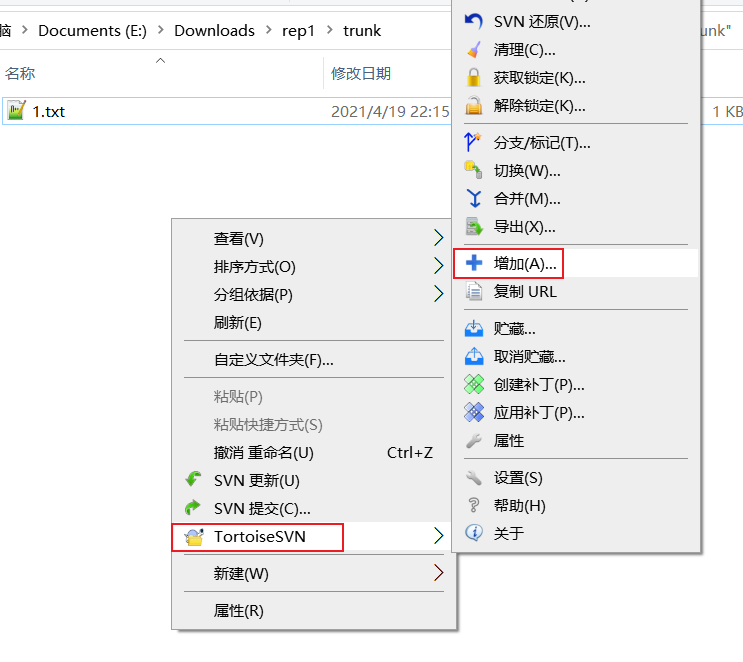 脑 > Documents (E:) > Downloads > rep1 > trunk
unk"
名称
修改日期
1.txt
2021/4/19 22:15
1 KB
查看(V)
排序方式(O)
分组依据(P)
刷新(E)
自定义文件夹(F)...
粘贴(P)
粘贴快捷方式(S)
撤消 重命名(U) Ctrl+Z
SVN 更新(U)
SVN 提交(C)...
TortoiseSVN
新建(W)
属性(R)
SVN 还原(V)...
清理(C)...
获取锁定(K)...
解除锁定(K)...
分支/标记(T)...
切换(W)...
合并(M)...
导出(X)...
增加(A)...
复制 URL
贮藏...
取消贮藏...
创建补丁(P)...
应用补丁(P)...
属性
设置(S)
帮助(H)
关于